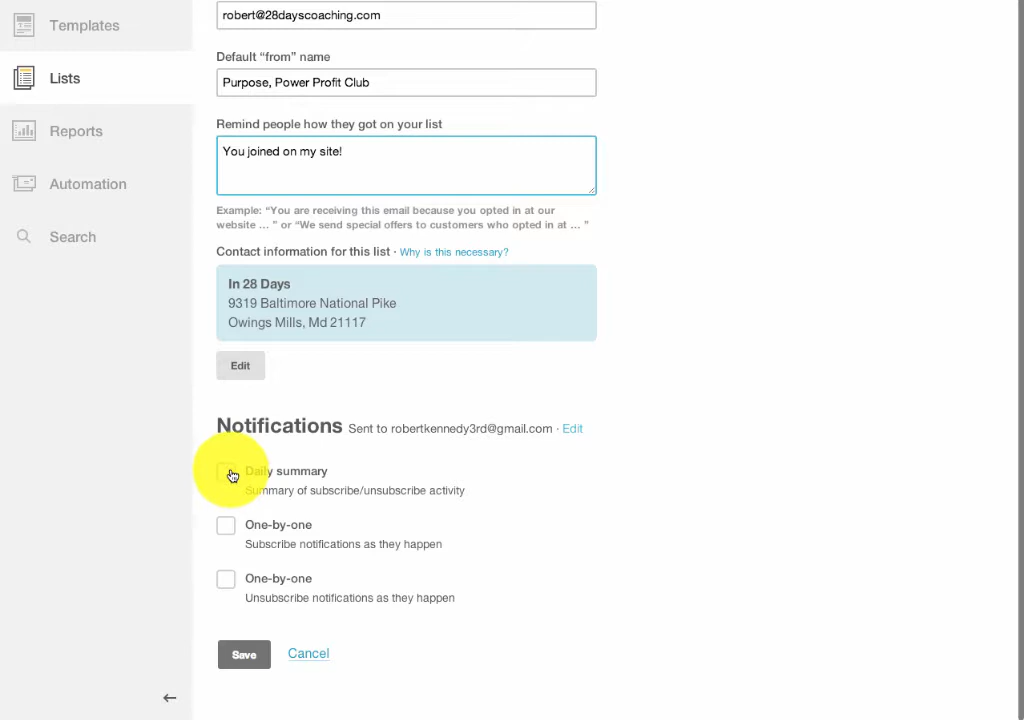 Templates
Lists
Reports
Automation
Search
robert@28dayscoaching.com
Default “from” name
Purpose, Power Profit Club
Remind people how they got on your list
You joined on my site!
Example: “You are receiving this email because you opted in at our
website ... ” or “We send special offers to customers who opted in at ... ”
Contact information for this list · Why is this necessary?
In 28 Days
9319 Baltimore National Pike
Owings Mills, Md 21117
Edit
Notifications Sent to robertkennedy3rd@gmail.com · Edit
Daily summary
Summary of subscribe/unsubscribe activity
One-by-one
Subscribe notifications as they happen
One-by-one
Unsubscribe notifications as they happen
Save Cancel